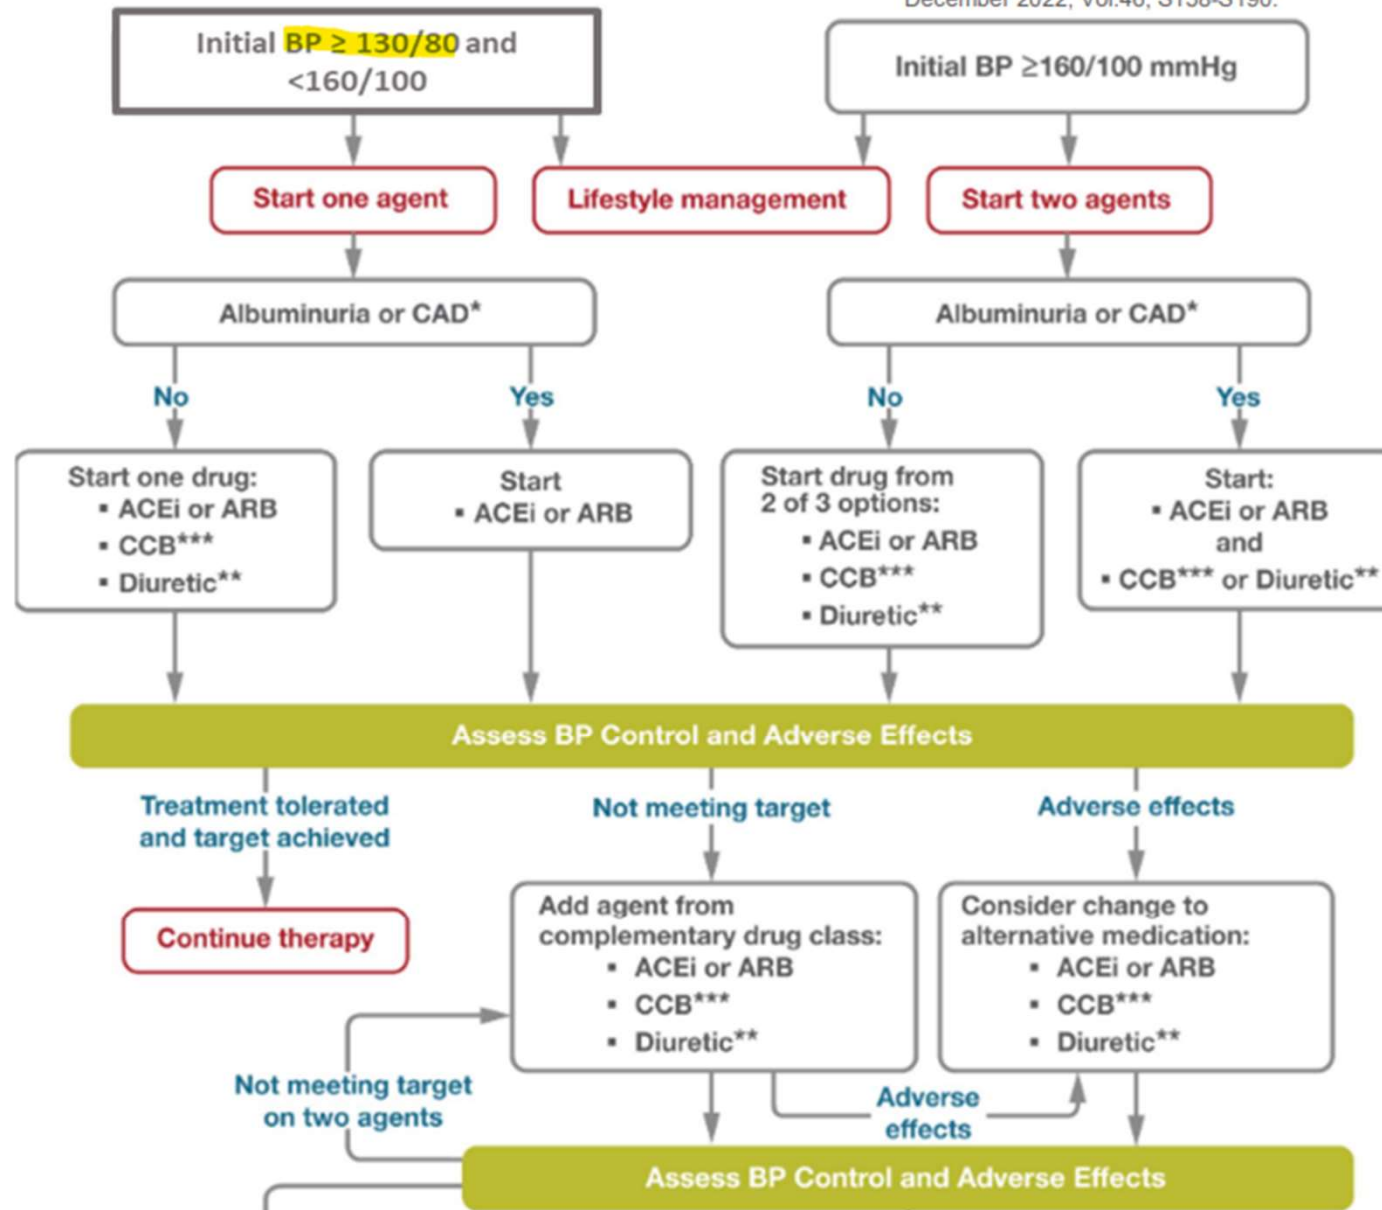 December 2022, Vol.46, S158-S190.
Initial BP ≥ 130/80 and
<160/100
Initial BP ≥160/100 mmHg
Start one agent
Lifestyle management
Start two agents
Albuminuria or CAD*
Albuminuria or CAD*
No
Yes
No
Yes
Start one drug:
▪ ACEi or ARB
▪ CCB***
▪ Diuretic**
Start
▪ ACEi or ARB
Start drug from
2 of 3 options:
▪ ACEi or ARB
▪ CCB***
▪ Diuretic**
Start:
▪ ACEi or ARB
and
▪ CCB*** or Diuretic**
Assess BP Control and Adverse Effects
Treatment tolerated
and target achieved
Not meeting target
Adverse effects
Continue therapy
Add agent from
complementary drug class:
▪ ACEi or ARB
▪ CCB***
▪ Diuretic**
Consider change to
alternative medication:
▪ ACEi or ARB
▪ CCB***
▪ Diuretic**
Not meeting target
on two agents
Adverse
effects
Assess BP Control and Adverse Effects